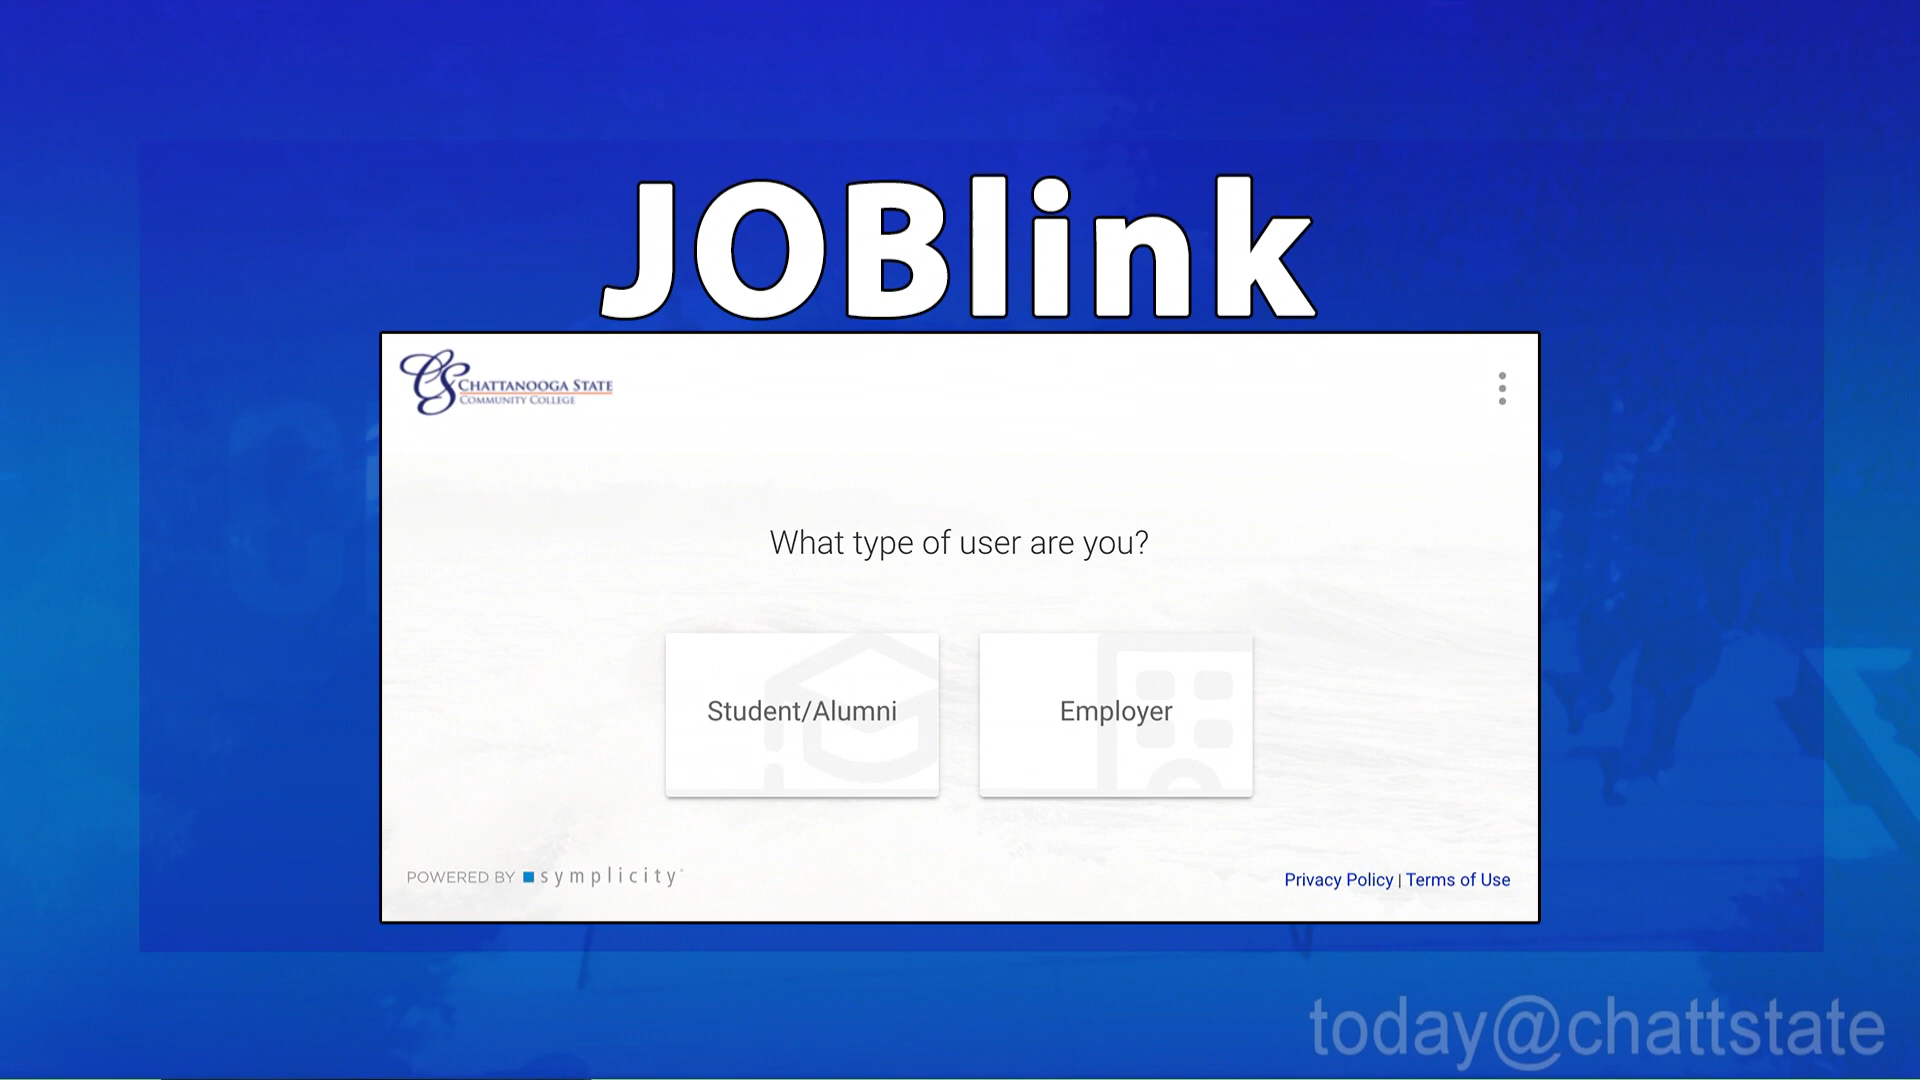 JOBlink
CHATTANOOGA STATE
COMMUNITY COLLEGE
What type of user are you?
Student/Alumni
Employer
POWERED BY symplicity
Privacy Policy | Terms of Use
today@chattstate